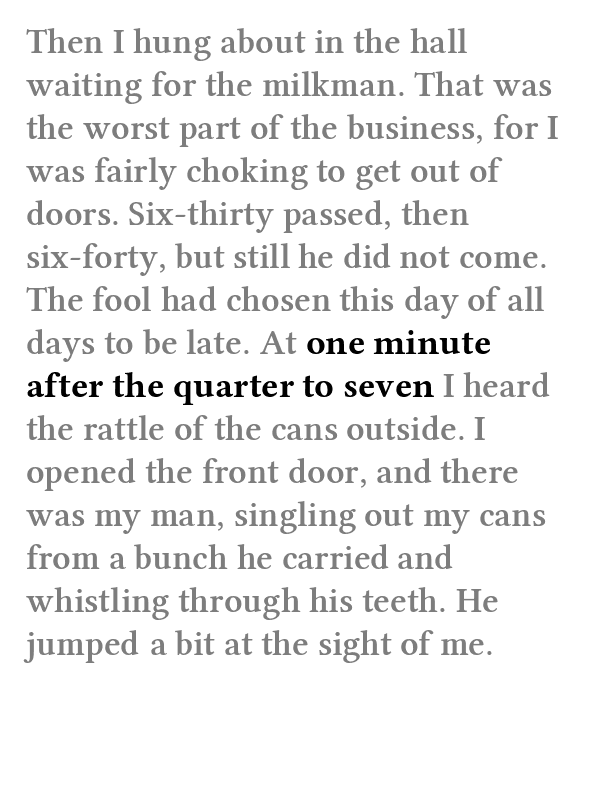 Then I hung about in the hall
waiting for the milkman. That was
the worst part of the business, for I
was fairly choking to get out of
doors. Six-thirty passed, then
six-forty, but still he did not come.
The fool had chosen this day of all
days to be late. At one minute
after the quarter to seven I heard
the rattle of the cans outside. I
opened the front door, and there
was my man, singling out my cans
from a bunch he carried and
whistling through his teeth. He
jumped a bit at the sight of me.